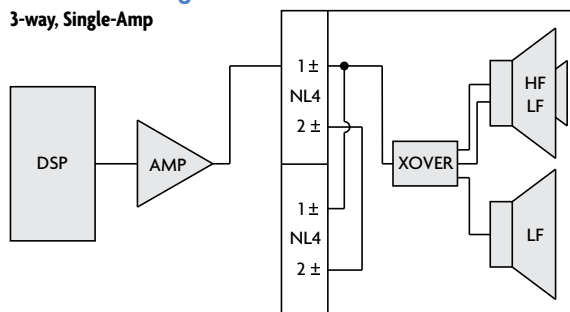 3-way, Single-Amp
DSP
AMP
1 ±
NL4
2 ±
1 ±
NL4
2 ±
XOVER
HF
LF
LF